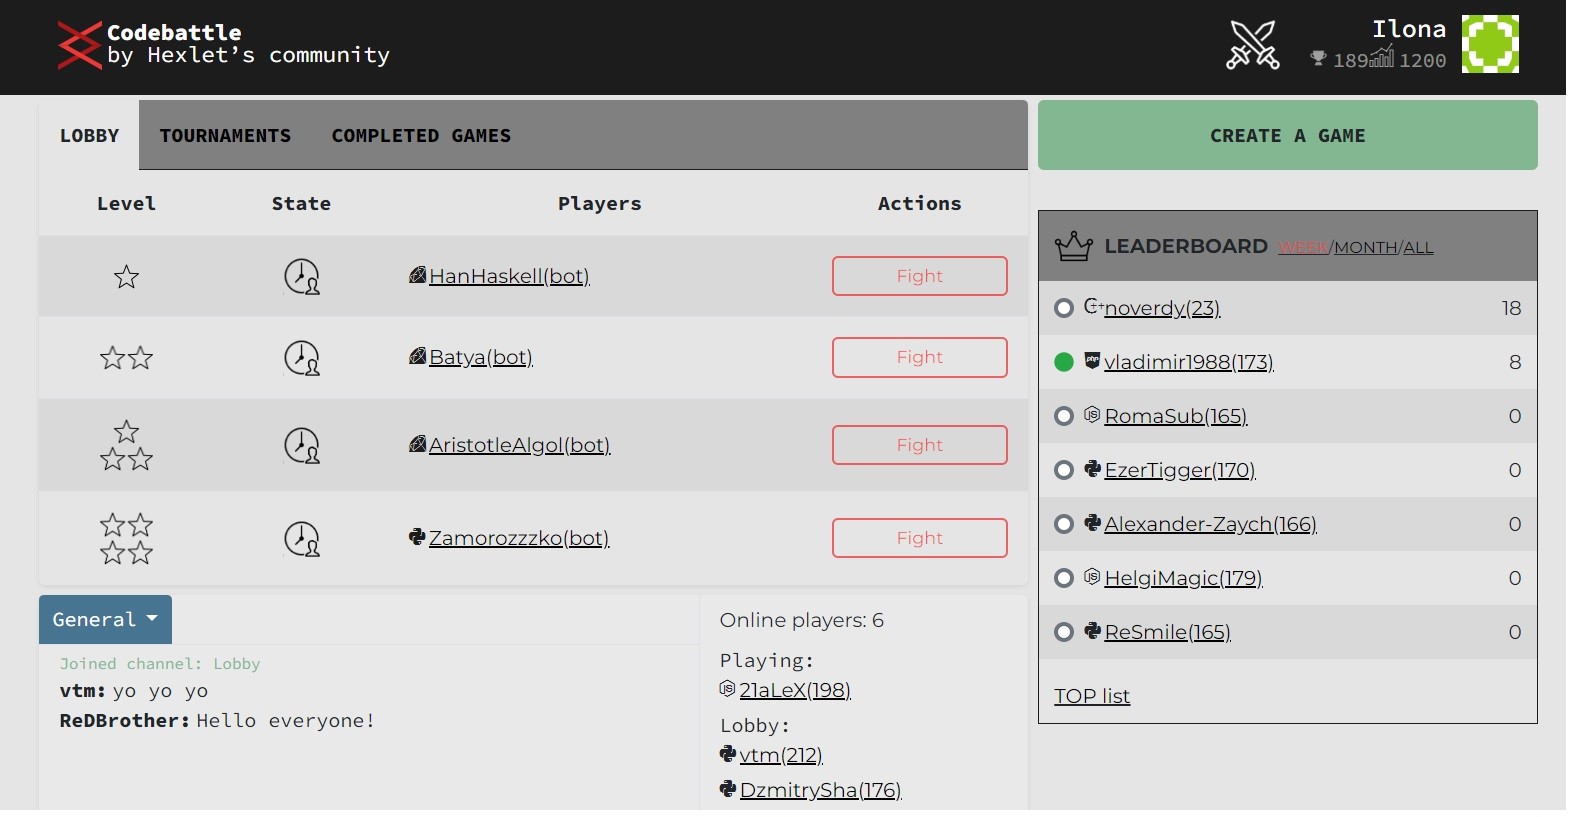 Codebattle
by Hexlet’s community
Ilona
189 1200
LOBBY TOURNAMENTS COMPLETED GAMES
CREATE A GAME
Level State Players Actions
HanHaskell(bot) Fight
Batya(bot) Fight
AristotleAlgol(bot) Fight
Zamorozzzko(bot) Fight
LEADERBOARD WEEK/MONTH/ALL
noverdy(23) 18
vladimir1988(173) 8
RomaSub(165) 0
EzerTigger(170) 0
Alexander-Zaych(166) 0
HelgiMagic(179) 0
ReSmile(165) 0
TOP list
General
Joined channel: Lobby
vtm: yo yo yo
ReDBrother: Hello everyone!
Online players: 6
Playing:
21aLeX(198)
Lobby:
vtm(212)
DzmitrySha(176)